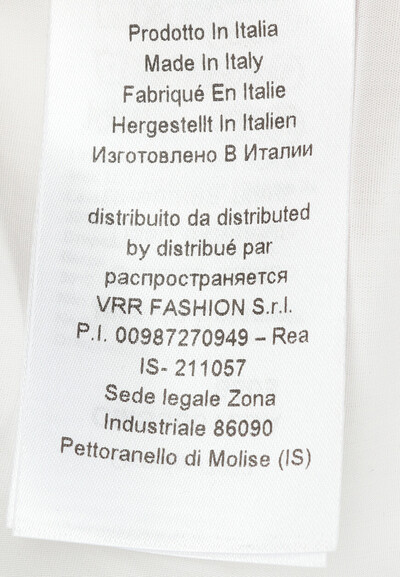 Prodotto In Italia
Made In Italy
Fabriqué En Italie
Hergestellt In Italien
Изготовлено В Италии
distribuito da distributed
by distribué par
распространяется
VRR FASHION S.r.l.
P.I. 00987270949 – Rea
IS- 211057
Sede legale Zona
Industriale 86090
Pettoranello di Molise (IS)